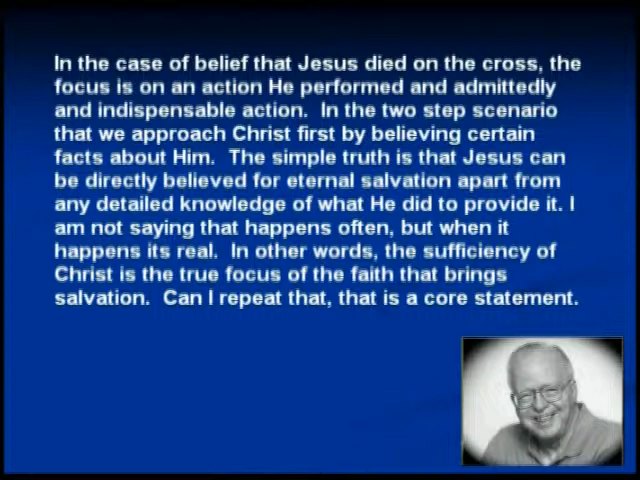 In the case of belief that Jesus died on the cross, the
focus is on an action He performed and admittedly
and indispensable action.  In the two step scenario
that we approach Christ first by believing certain
facts about Him.  The simple truth is that Jesus can
be directly believed for eternal salvation apart from
any detailed knowledge of what He did to provide it. I
am not saying that happens often, but when it
happens its real.  In other words, the sufficiency of
Christ is the true focus of the faith that brings
salvation.  Can I repeat that, that is a core statement.